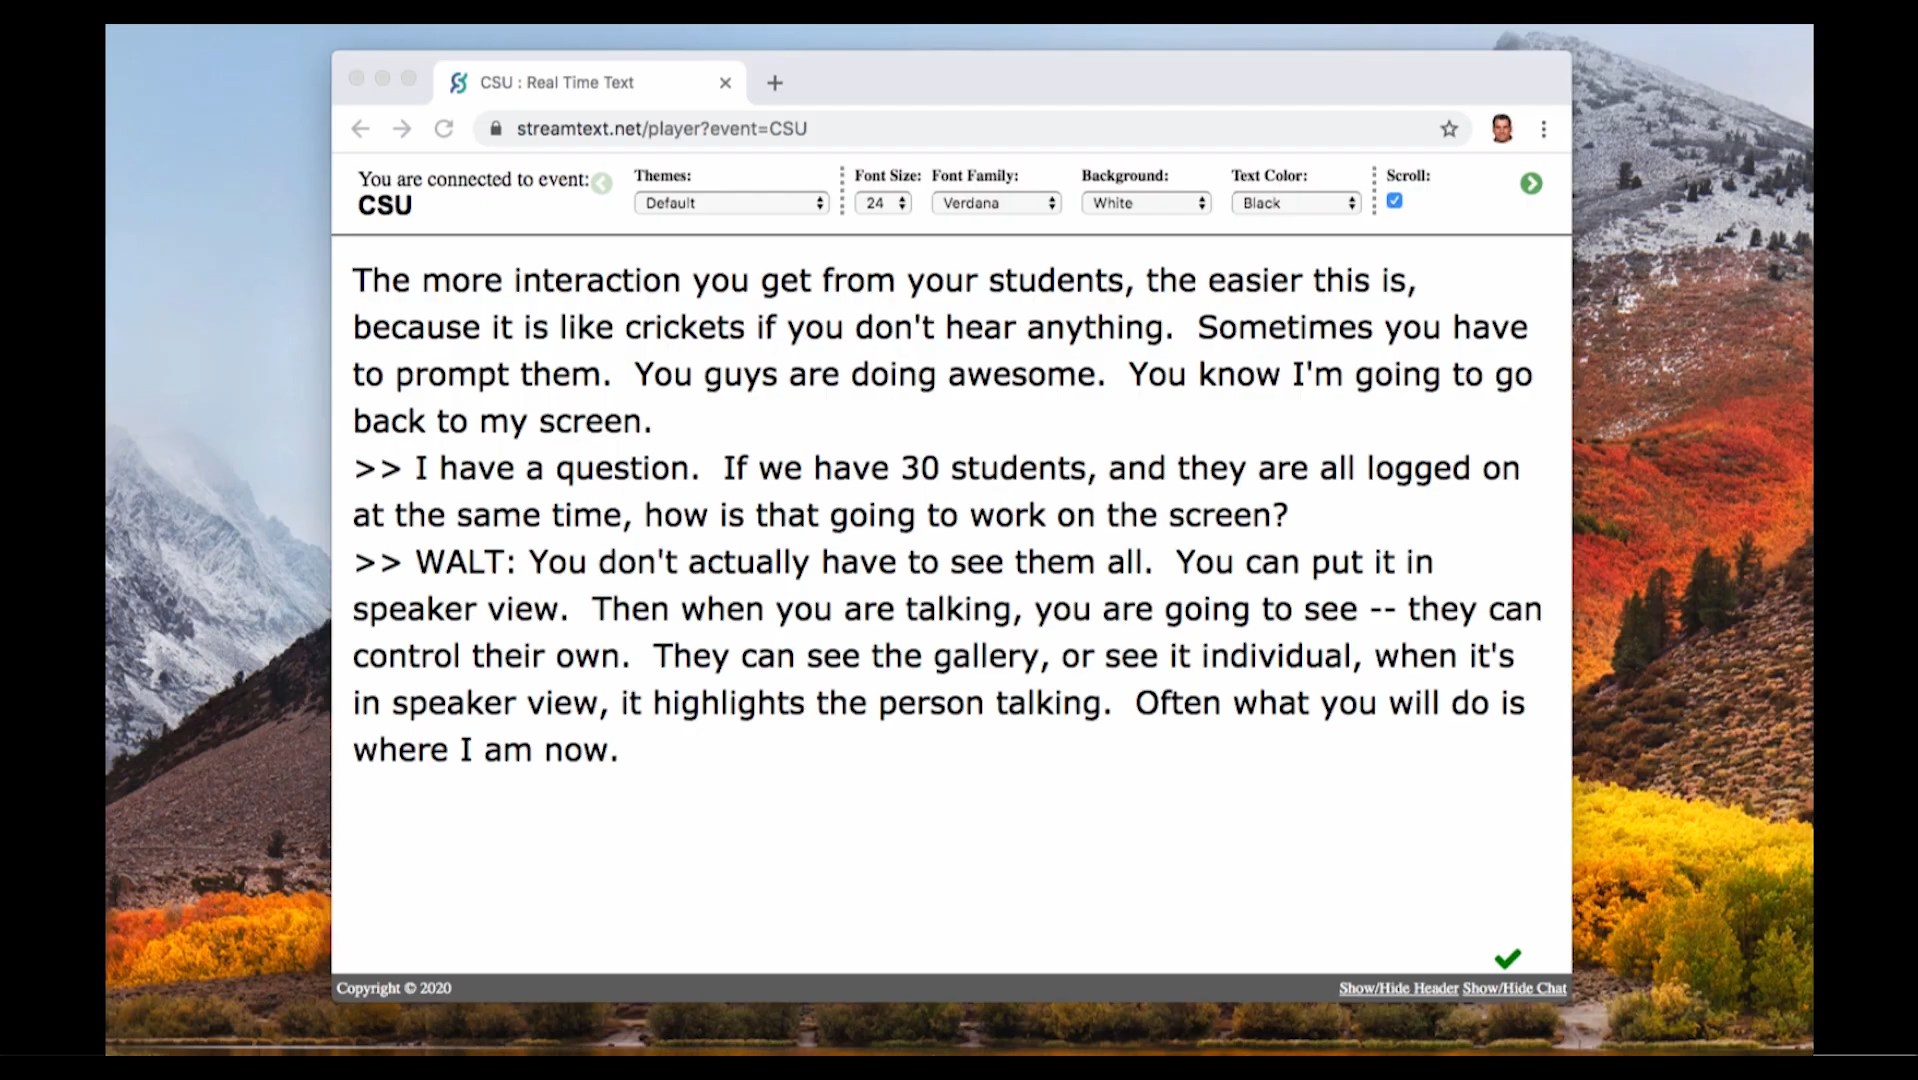 CSU : Real Time Text
streamtext.net/player?event=CSU
You are connected to event:
CSU
Themes:
Default
Font Size:
24
Font Family:
Verdana
Background:
White
Text Color:
Black
Scroll:
The more interaction you get from your students, the easier this is,
because it is like crickets if you don't hear anything.  Sometimes you have
to prompt them.  You guys are doing awesome.  You know I'm going to go
back to my screen.
>> I have a question.  If we have 30 students, and they are all logged on
at the same time, how is that going to work on the screen?
>> WALT: You don't actually have to see them all.  You can put it in
speaker view.  Then when you are talking, you are going to see -- they can
control their own.  They can see the gallery, or see it individual, when it's
in speaker view, it highlights the person talking.  Often what you will do is
where I am now.
Copyright © 2020
Show/Hide Header Show/Hide Chat